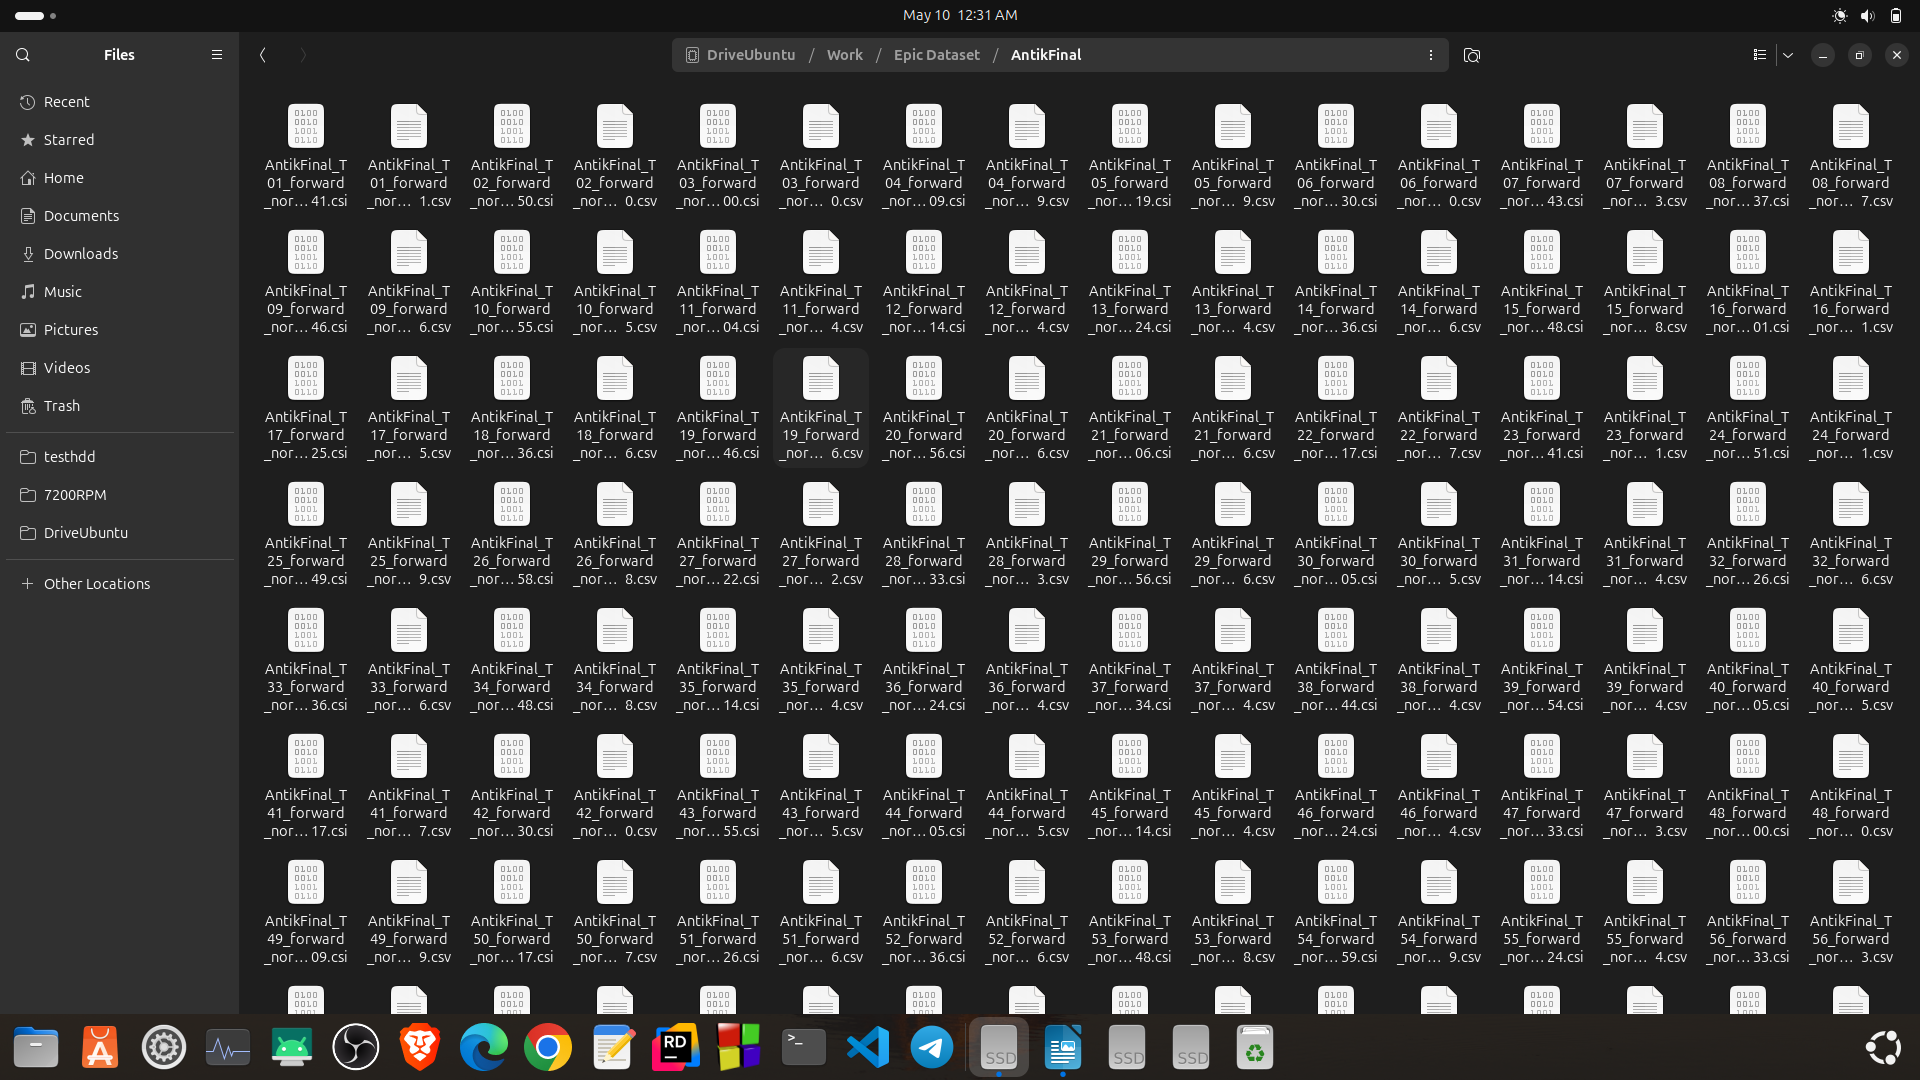 May 10 12:31 AM
Files
DriveUbuntu / Work / Epic Dataset / AntikFinal
Recent
Starred
Home
Documents
Downloads
Music
Pictures
Videos
Trash
testhdd
7200RPM
DriveUbuntu
Other Locations
AntikFinal_T AntikFinal_T AntikFinal_T AntikFinal_T AntikFinal_T AntikFinal_T AntikFinal_T AntikFinal_T AntikFinal_T AntikFinal_T AntikFinal_T AntikFinal_T AntikFinal_T AntikFinal_T AntikFinal_T AntikFinal_T
01_forward 01_forward 02_forward 02_forward 03_forward 03_forward 04_forward 04_forward 05_forward 05_forward 06_forward 06_forward 07_forward 07_forward 08_forward 08_forward
_nor…41.csi _nor…1.csv _nor…50.csi _nor…0.csv _nor…00.csi _nor…0.csv _nor…09.csi _nor…9.csv _nor…19.csi _nor…9.csv _nor…30.csi _nor…0.csv _nor…43.csi _nor…3.csv _nor…37.csi _nor…7.csv
AntikFinal_T AntikFinal_T AntikFinal_T AntikFinal_T AntikFinal_T AntikFinal_T AntikFinal_T AntikFinal_T AntikFinal_T AntikFinal_T AntikFinal_T AntikFinal_T AntikFinal_T AntikFinal_T AntikFinal_T AntikFinal_T
09_forward 09_forward 10_forward 10_forward 11_forward 11_forward 12_forward 12_forward 13_forward 13_forward 14_forward 14_forward 15_forward 15_forward 16_forward 16_forward
_nor…46.csi _nor…6.csv _nor…55.csi _nor…5.csv _nor…04.csi _nor…4.csv _nor…14.csi _nor…4.csv _nor…24.csi _nor…4.csv _nor…36.csi _nor…6.csv _nor…48.csi _nor…8.csv _nor…01.csi _nor…1.csv
AntikFinal_T AntikFinal_T AntikFinal_T AntikFinal_T AntikFinal_T AntikFinal_T AntikFinal_T AntikFinal_T AntikFinal_T AntikFinal_T AntikFinal_T AntikFinal_T AntikFinal_T AntikFinal_T AntikFinal_T AntikFinal_T
17_forward 17_forward 18_forward 18_forward 19_forward 19_forward 20_forward 20_forward 21_forward 21_forward 22_forward 22_forward 23_forward 23_forward 24_forward 24_forward
_nor…25.csi _nor…5.csv _nor…36.csi _nor…6.csv _nor…46.csi _nor…6.csv _nor…56.csi _nor…6.csv _nor…06.csi _nor…6.csv _nor…17.csi _nor…7.csv _nor…41.csi _nor…1.csv _nor…51.csi _nor…1.csv
AntikFinal_T AntikFinal_T AntikFinal_T AntikFinal_T AntikFinal_T AntikFinal_T AntikFinal_T AntikFinal_T AntikFinal_T AntikFinal_T AntikFinal_T AntikFinal_T AntikFinal_T AntikFinal_T AntikFinal_T AntikFinal_T
25_forward 25_forward 26_forward 26_forward 27_forward 27_forward 28_forward 28_forward 29_forward 29_forward 30_forward 30_forward 31_forward 31_forward 32_forward 32_forward
_nor…49.csi _nor…9.csv _nor…58.csi _nor…8.csv _nor…22.csi _nor…2.csv _nor…33.csi _nor…3.csv _nor…56.csi _nor…6.csv _nor…05.csi _nor…5.csv _nor…14.csi _nor…4.csv _nor…26.csi _nor…6.csv
AntikFinal_T AntikFinal_T AntikFinal_T AntikFinal_T AntikFinal_T AntikFinal_T AntikFinal_T AntikFinal_T AntikFinal_T AntikFinal_T AntikFinal_T AntikFinal_T AntikFinal_T AntikFinal_T AntikFinal_T AntikFinal_T
33_forward 33_forward 34_forward 34_forward 35_forward 35_forward 36_forward 36_forward 37_forward 37_forward 38_forward 38_forward 39_forward 39_forward 40_forward 40_forward
_nor…36.csi _nor…6.csv _nor…48.csi _nor…8.csv _nor…14.csi _nor…4.csv _nor…24.csi _nor…4.csv _nor…34.csi _nor…4.csv _nor…44.csi _nor…4.csv _nor…54.csi _nor…4.csv _nor…05.csi _nor…5.csv
AntikFinal_T AntikFinal_T AntikFinal_T AntikFinal_T AntikFinal_T AntikFinal_T AntikFinal_T AntikFinal_T AntikFinal_T AntikFinal_T AntikFinal_T AntikFinal_T AntikFinal_T AntikFinal_T AntikFinal_T AntikFinal_T
41_forward 41_forward 42_forward 42_forward 43_forward 43_forward 44_forward 44_forward 45_forward 45_forward 46_forward 46_forward 47_forward 47_forward 48_forward 48_forward
_nor…17.csi _nor…7.csv _nor…30.csi _nor…0.csv _nor…55.csi _nor…5.csv _nor…05.csi _nor…5.csv _nor…14.csi _nor…4.csv _nor…24.csi _nor…4.csv _nor…33.csi _nor…3.csv _nor…00.csi _nor…0.csv
AntikFinal_T AntikFinal_T AntikFinal_T AntikFinal_T AntikFinal_T AntikFinal_T AntikFinal_T AntikFinal_T AntikFinal_T AntikFinal_T AntikFinal_T AntikFinal_T AntikFinal_T AntikFinal_T AntikFinal_T AntikFinal_T
49_forward 49_forward 50_forward 50_forward 51_forward 51_forward 52_forward 52_forward 53_forward 53_forward 54_forward 54_forward 55_forward 55_forward 56_forward 56_forward
_nor…09.csi _nor…9.csv _nor…17.csi _nor…7.csv _nor…26.csi _nor…6.csv _nor…36.csi _nor…6.csv _nor…48.csi _nor…8.csv _nor…59.csi _nor…9.csv _nor…24.csi _nor…4.csv _nor…33.csi _nor…3.csv
RD
>_
SSD SSD SSD